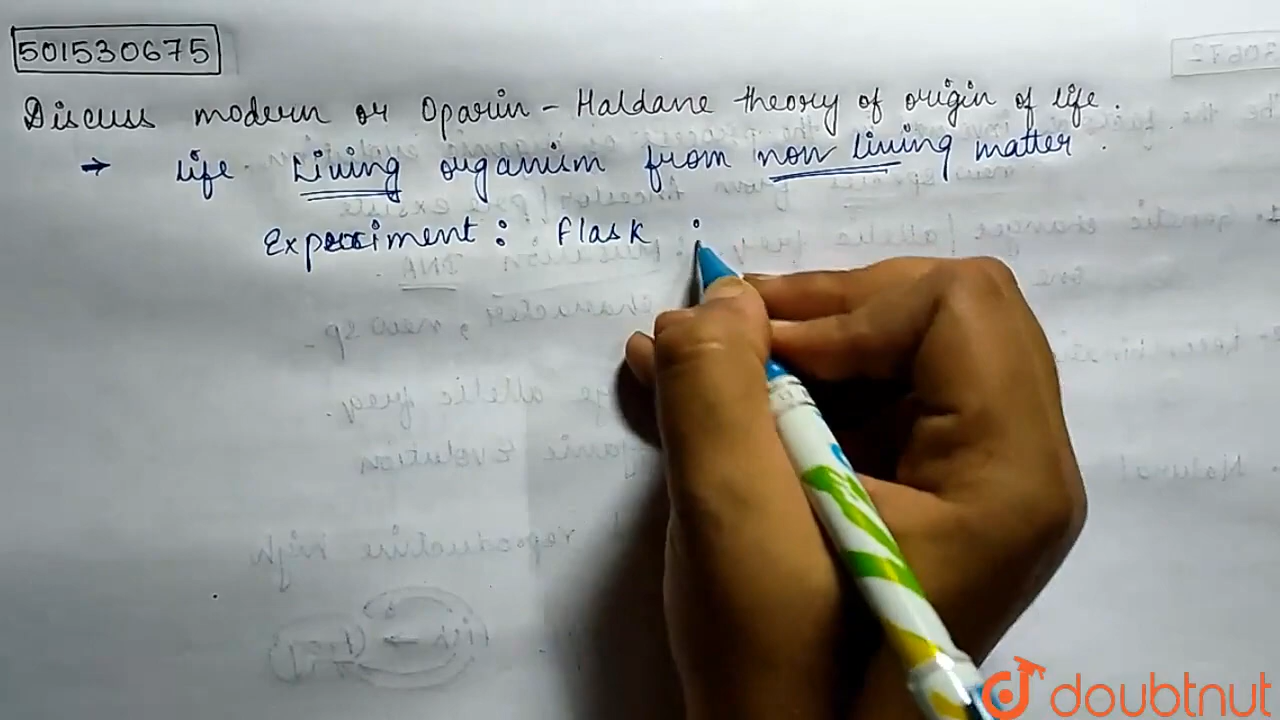 501530675
Discuss modern or Oparin - Haldane theory of origin of life.
→ life Living organism from non living matter.
Experiment : Flask :
doubtnut